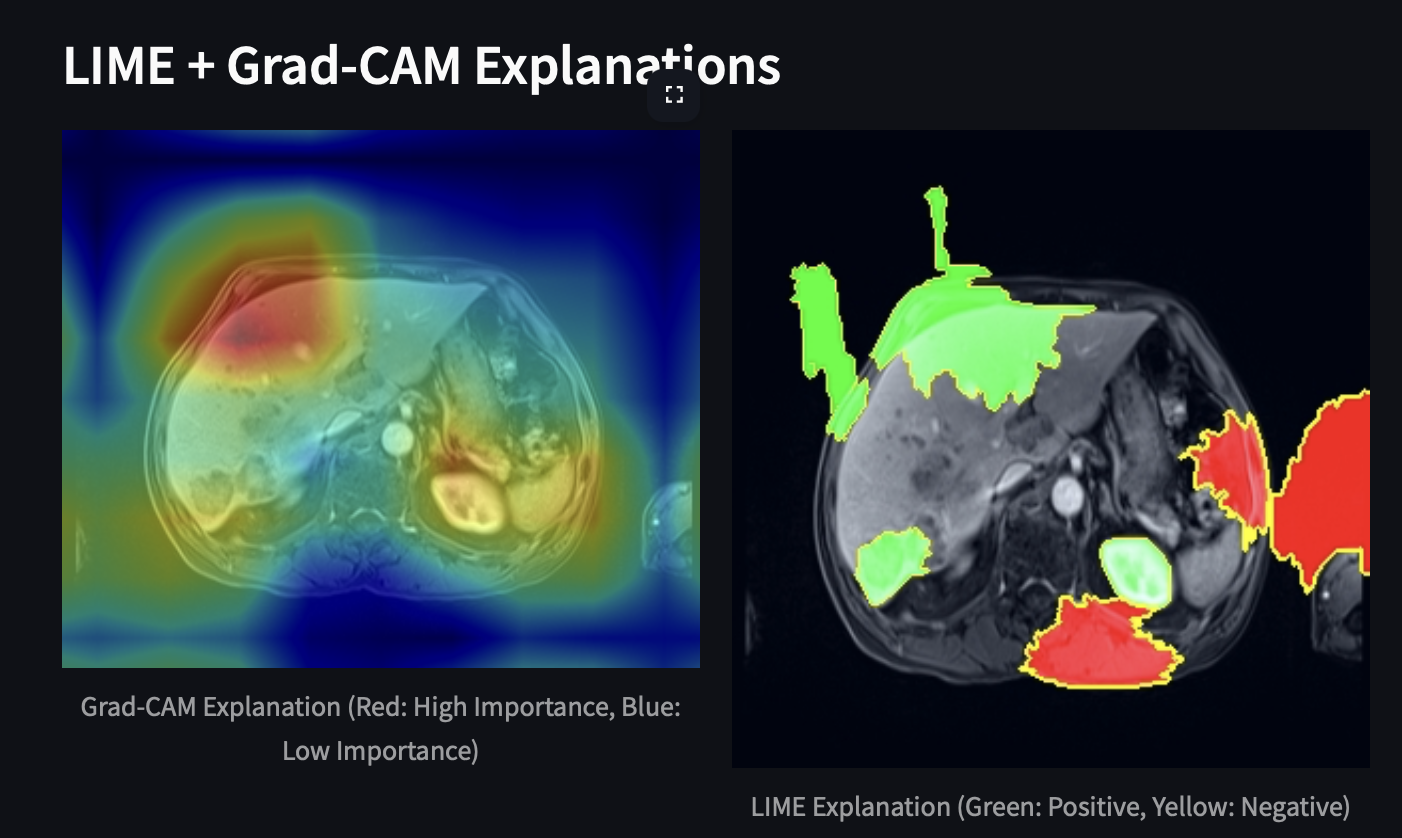 LIME + Grad-CAM Explanations
Grad-CAM Explanation (Red: High Importance, Blue:
Low Importance)
LIME Explanation (Green: Positive, Yellow: Negative)